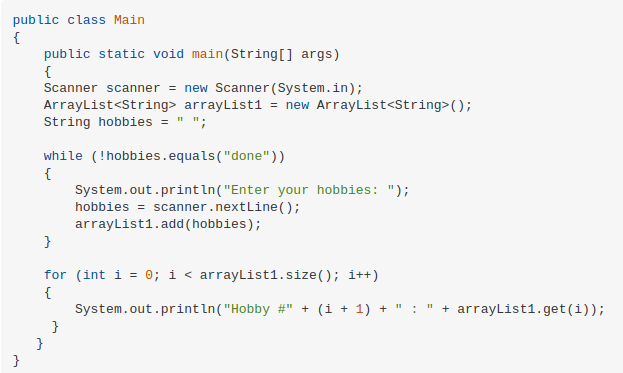 public class Main
{
    public static void main(String[] args)
    {
    Scanner scanner = new Scanner(System.in);
    ArrayList<String> arrayList1 = new ArrayList<String>();
    String hobbies = " ";

    while (!hobbies.equals("done"))
    {
        System.out.println("Enter your hobbies: ");
        hobbies = scanner.nextLine();
        arrayList1.add(hobbies);
    }

    for (int i = 0; i < arrayList1.size(); i++)
    {
        System.out.println("Hobby #" + (i + 1) + " : " + arrayList1.get(i));
     }
   }
}